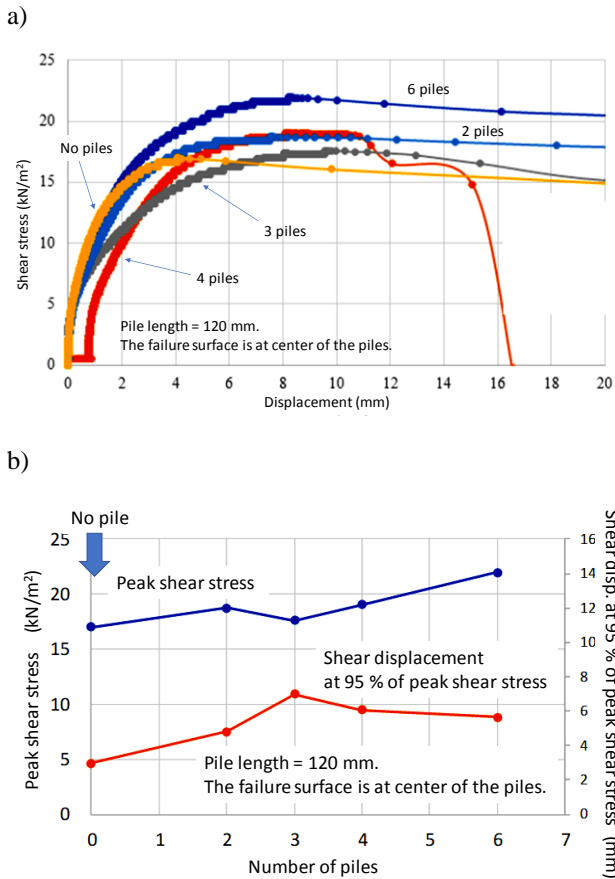 a)
25
20
15
10
5
0
Shear stress (kN/m²)
6 piles
2 piles
No piles
3 piles
4 piles
Pile length = 120 mm.
The failure surface is at center of the piles.
0 2 4 6 8 10 12 14 16 18 20
Displacement (mm)
b)
No pile
25
20
15
10
5
0
Peak shear stress (kN/m²)
Peak shear stress
Shear displacement
at 95 % of peak shear stress
Pile length = 120 mm.
The failure surface is at center of the piles.
16
14
12
10
8
6
4
2
0
Shear disp. at 95 % of peak shear stress (mm)
0 1 2 3 4 5 6 7
Number of piles